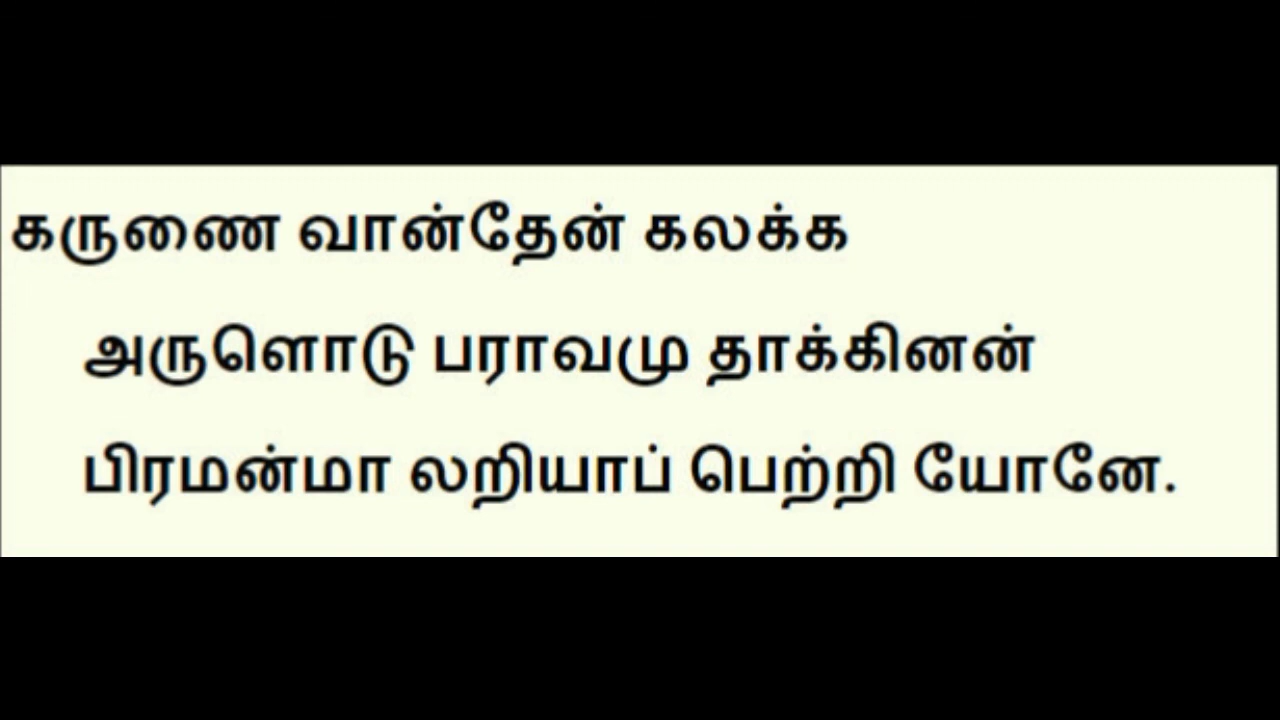 கருணை வான்தேன் கலக்க
அருளொடு பராவமு தாக்கினன்
பிரமன்மா லறியாப் பெற்றி யோனே.